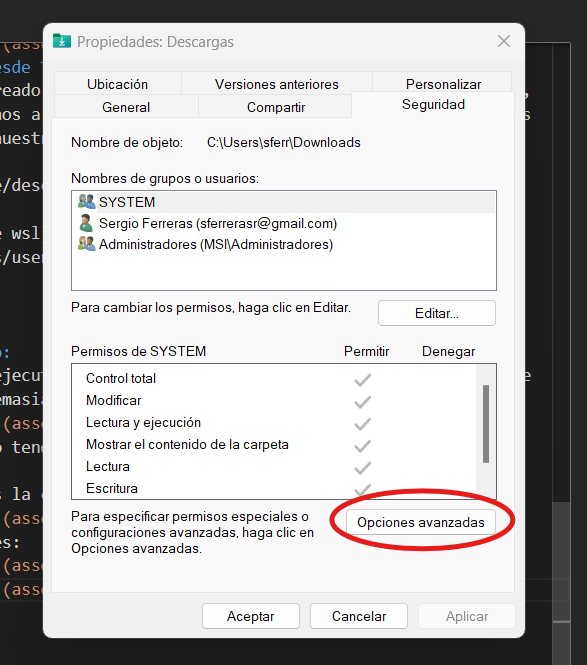 (asse
Propiedades: Descargas
esde
Ubicación
Versiones anteriores
Personalizar
General
Compartir
Seguridad
Nombre de objeto: C:\Users\sferr\Downloads
Nombres de grupos o usuarios:
SYSTEM
Sergio Ferreras (sferrerasr@gmail.com)
Administradores (MSI\Administradores)
Para cambiar los permisos, haga clic en Editar.
Editar...
Permisos de SYSTEM Permitir Denegar
Control total
Modificar
Lectura y ejecución
Mostrar el contenido de la carpeta
Lectura
Escritura
Para especificar permisos especiales o
configuraciones avanzadas, haga clic en
Opciones avanzadas.
Opciones avanzadas
Aceptar
Cancelar
Aplicar